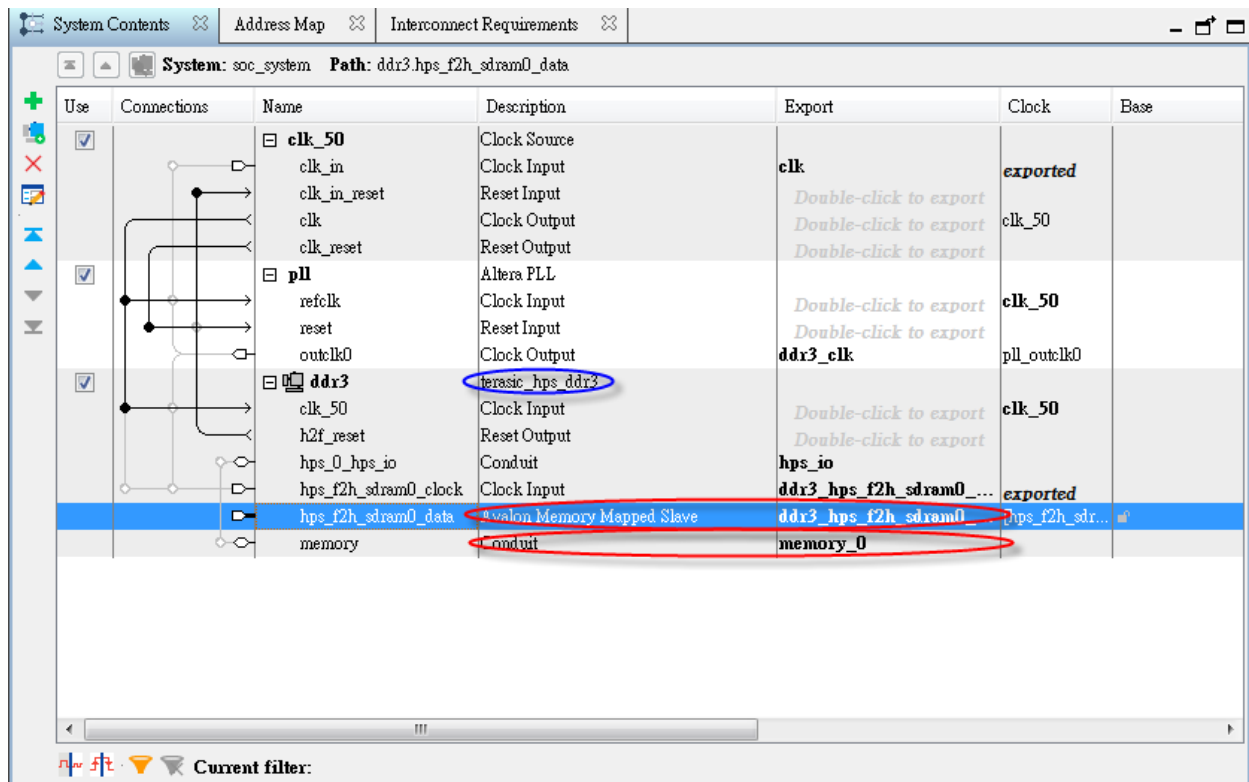 System Contents Address Map Interconnect Requirements
System: soc_system Path: ddr3.hps_f2h_sdram0_data
Use Connections Name Description Export Clock Base
clk_50 Clock Source
clk_in Clock Input clk exported
clk_in_reset Reset Input Double-click to export
clk Clock Output Double-click to export clk_50
clk_reset Reset Output Double-click to export
pll Altera PLL
refclk Clock Input Double-click to export clk_50
reset Reset Input Double-click to export
outclk0 Clock Output ddr3_clk pll_outclk0
ddr3 terasic_hps_ddr3
clk_50 Clock Input Double-click to export clk_50
h2f_reset Reset Output Double-click to export
hps_0_hps_io Conduit hps_io
hps_f2h_sdram0_clock Clock Input ddr3_hps_f2h_sdram0_... exported
hps_f2h_sdram0_data Avalon Memory Mapped Slave ddr3_hps_f2h_sdram0_... [hps_f2h_sdr...
memory Conduit memory_0
Current filter: